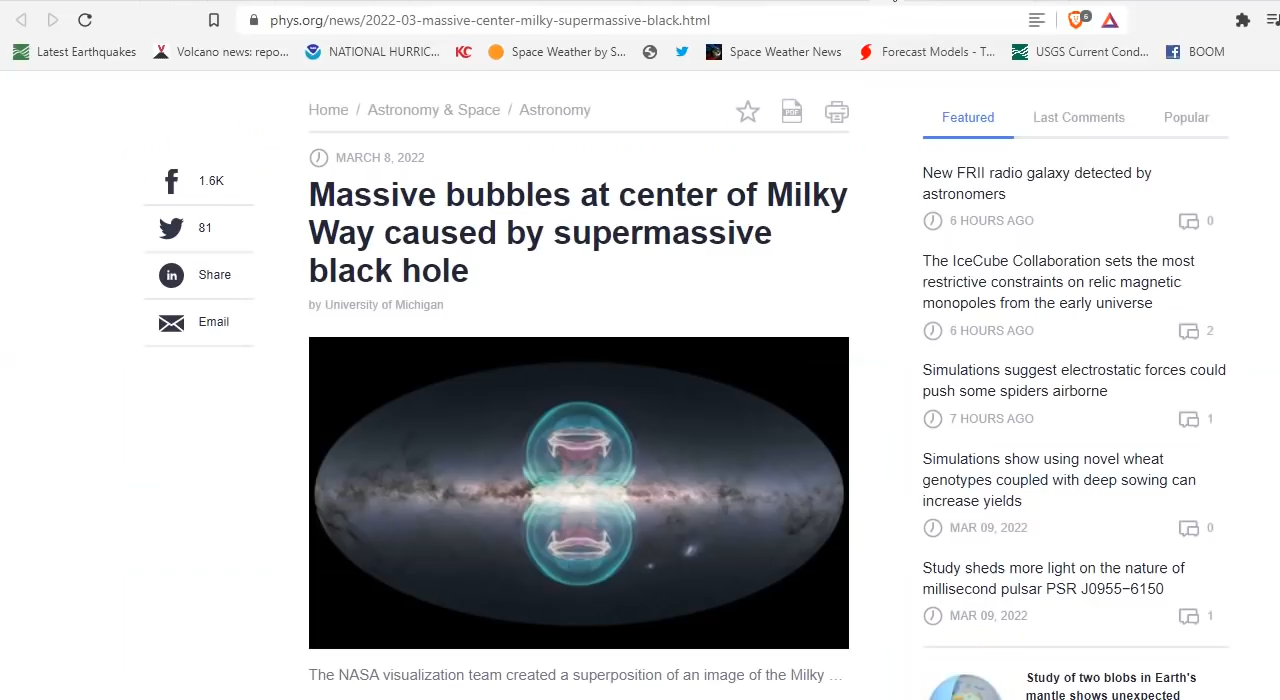 phys.org/news/2022-03-massive-center-milky-supermassive-black.html
6
Latest Earthquakes
Volcano news: repo...
NATIONAL HURRIC...
KC
Space Weather by S...
Space Weather News
Forecast Models - T...
USGS Current Cond...
BOOM
Home / Astronomy & Space / Astronomy
PDF
MARCH 8, 2022
Massive bubbles at center of Milky
Way caused by supermassive
black hole
by University of Michigan
1.6K
81
in Share
Email
The NASA visualization team created a superposition of an image of the Milky ...
Featured
Last Comments
Popular
New FRII radio galaxy detected by
astronomers
6 HOURS AGO
0
The IceCube Collaboration sets the most
restrictive constraints on relic magnetic
monopoles from the early universe
6 HOURS AGO
2
Simulations suggest electrostatic forces could
push some spiders airborne
7 HOURS AGO
1
Simulations show using novel wheat
genotypes coupled with deep sowing can
increase yields
MAR 09, 2022
0
Study sheds more light on the nature of
millisecond pulsar PSR J0955−6150
MAR 09, 2022
1
Study of two blobs in Earth's
mantle shows unexpected